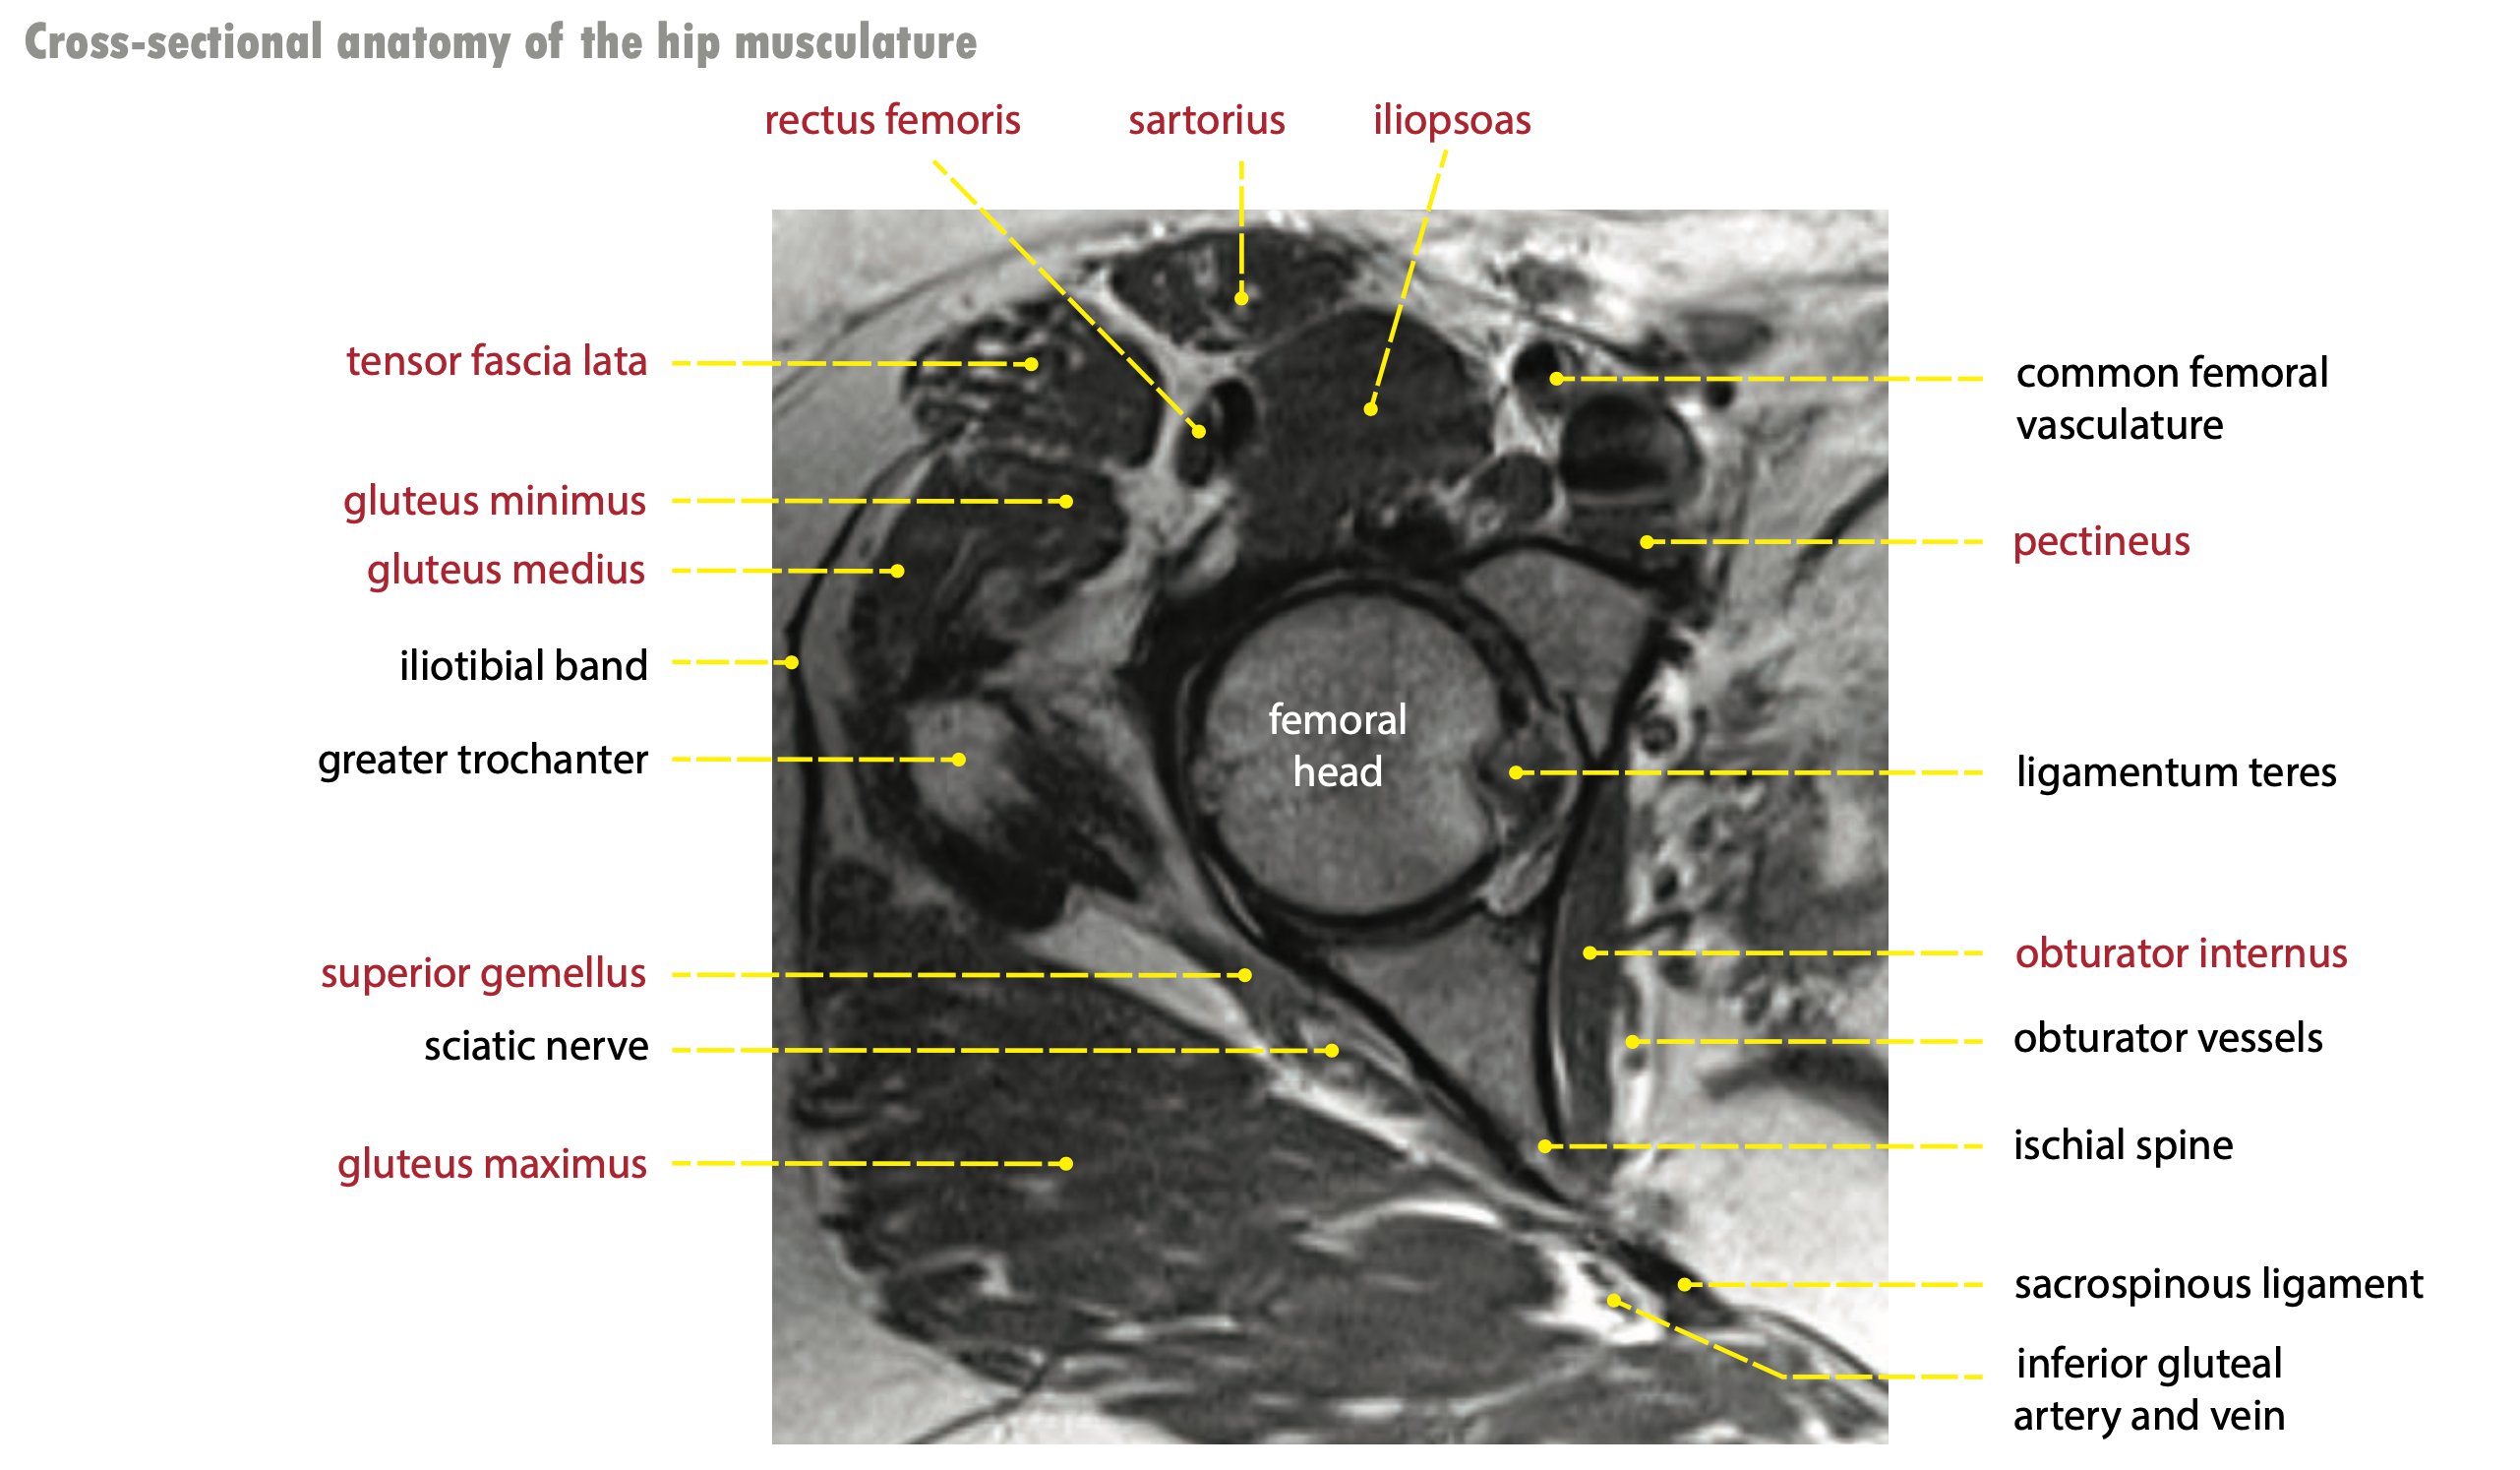 Cross-sectional anatomy of the hip musculature
rectus femoris
sartorius
iliopsoas
tensor fascia lata
gluteus minimus
gluteus medius
iliotibial band
greater trochanter
superior gemellus
sciatic nerve
gluteus maximus
femoral
head
common femoral
vasculature
pectineus
ligamentum teres
obturator internus
obturator vessels
ischial spine
sacrospinous ligament
inferior gluteal
artery and vein